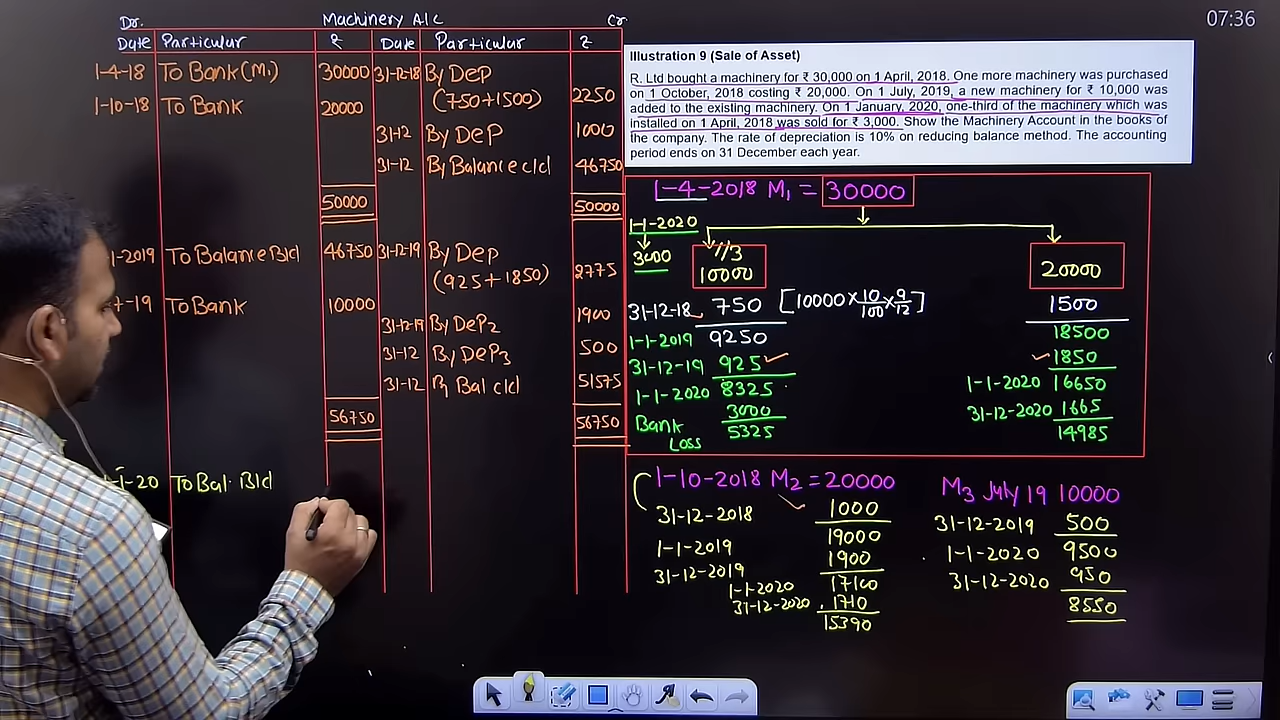 07:36
Dr. Machinery A/c Cr.
Date Particular ₹ Date Particular ₹
1-4-18 To Bank (M₁) 30000 31-12-18 By Dep
(750+1500) 2250
1-10-18 To Bank 20000
31-12 By Dep 1000
31-12 By Balance c/d 46750
50000 50000
1-2019 To Balance B/d 46750 31-12-19 By Dep
(925+1850) 2775
7-19 To Bank 10000
31-12-19 By Dep₂ 1900
31-12 By Dep₃ 500
31-12 By Bal c/d 51575
56750 56750
1-20 To Bal. B/d
Illustration 9 (Sale of Asset)
R. Ltd bought a machinery for ₹ 30,000 on 1 April, 2018. One more machinery was purchased
on 1 October, 2018 costing ₹ 20,000. On 1 July, 2019, a new machinery for ₹ 10,000 was
added to the existing machinery. On 1 January, 2020, one-third of the machinery which was
installed on 1 April, 2018 was sold for ₹ 3,000. Show the Machinery Account in the books of
the company. The rate of depreciation is 10% on reducing balance method. The accounting
period ends on 31 December each year.
1-4-2018 M₁ = 30000
1-1-2020
3000
1/3
10000
20000
31-12-18 750 [10000×10/100×9/12] 1500
1-1-2019 9250 18500
31-12-19 925 1850
1-1-2020 8325 1-1-2020 16650
Bank 3000 31-12-2020 1665
Loss 5325 14985
1-10-2018 M₂ = 20000
31-12-2018 1000
19000
1-1-2019
31-12-2019 1900
1-1-2020 17100
31-12-2020 1710
15390
M₃ July 19 10000
31-12-2019 500
1-1-2020 9500
31-12-2020 950
8550